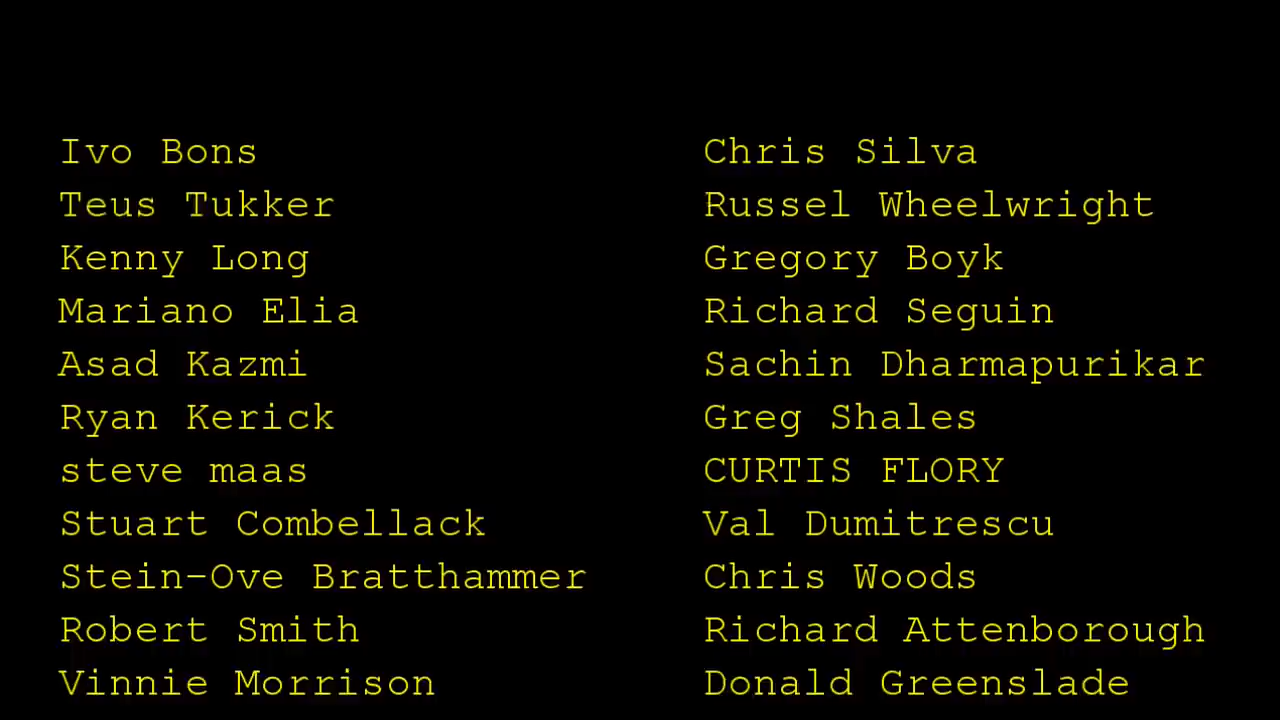 Ivo Bons
Teus Tukker
Kenny Long
Mariano Elia
Asad Kazmi
Ryan Kerick
steve maas
Stuart Combellack
Stein-Ove Bratthammer
Robert Smith
Vinnie Morrison
Chris Silva
Russel Wheelwright
Gregory Boyk
Richard Seguin
Sachin Dharmapurikar
Greg Shales
CURTIS FLORY
Val Dumitrescu
Chris Woods
Richard Attenborough
Donald Greenslade